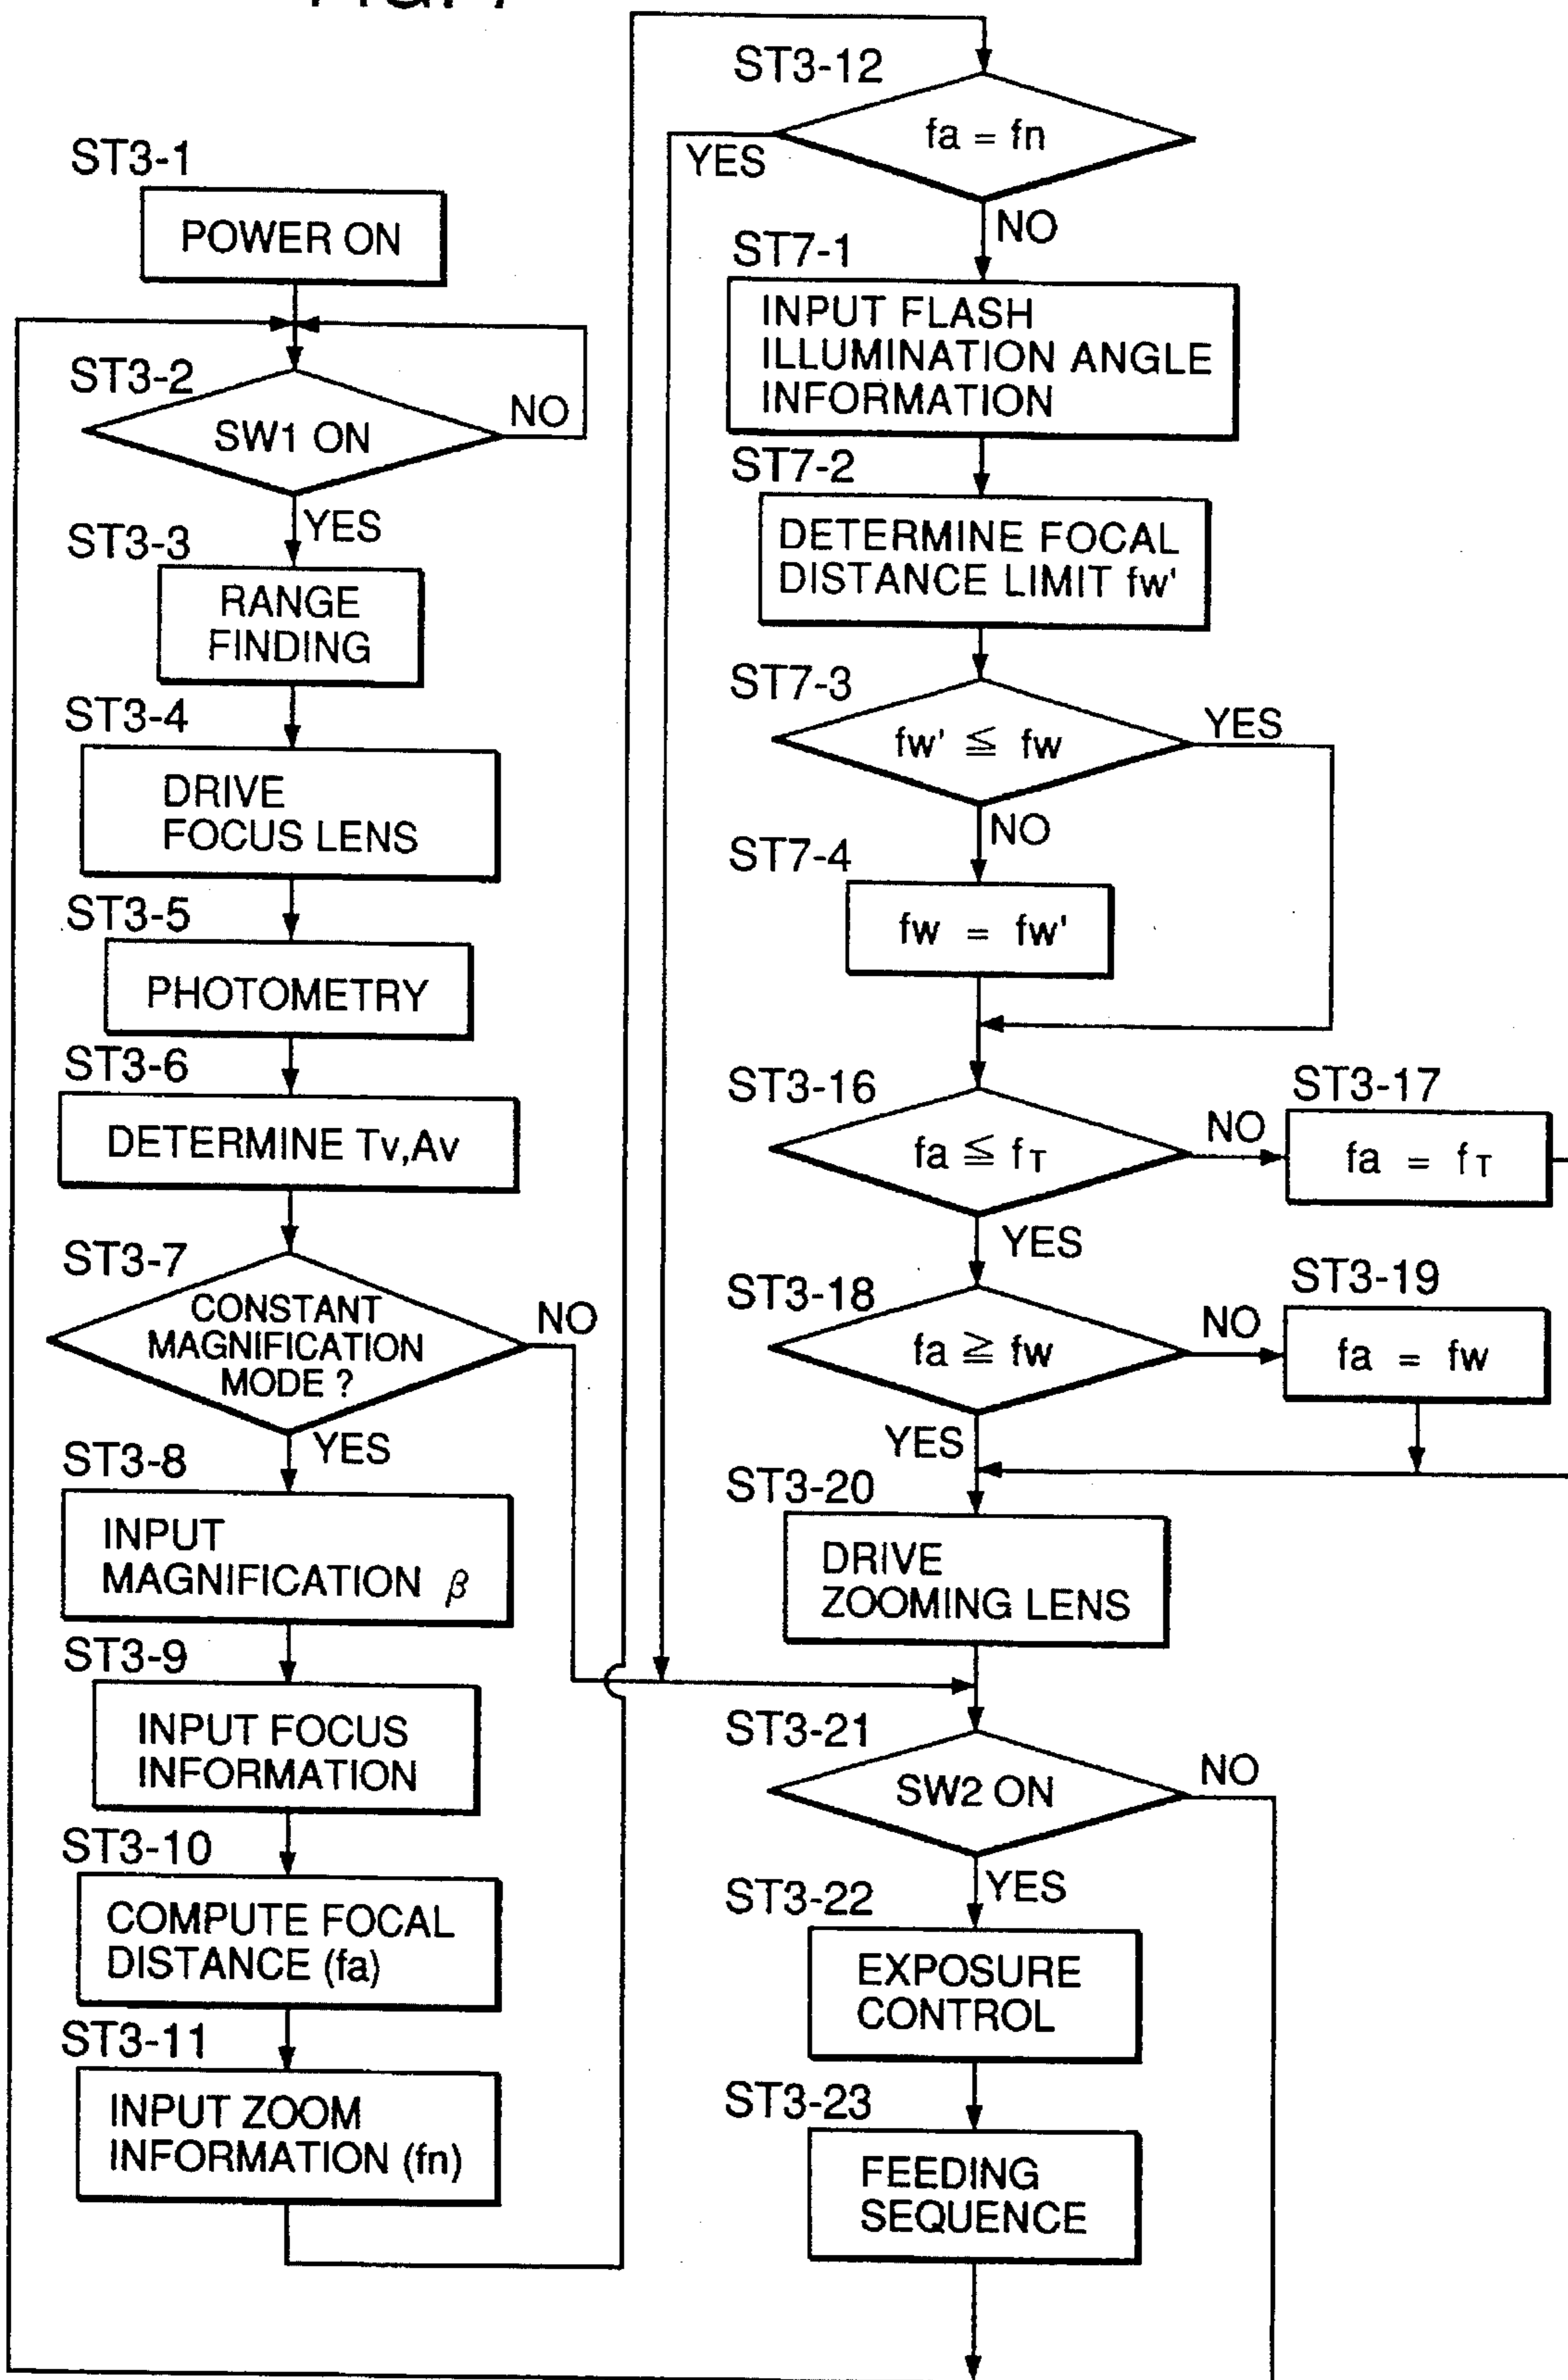 ST3-1
POWER ON
ST3-2
SW1 ON
NO
YES
ST3-3
RANGE
FINDING
ST3-4
DRIVE
FOCUS LENS
ST3-5
PHOTOMETRY
ST3-6
DETERMINE Tv,Av
ST3-7
CONSTANT
MAGNIFICATION
MODE ?
NO
YES
ST3-8
INPUT
MAGNIFICATION β
ST3-9
INPUT FOCUS
INFORMATION
ST3-10
COMPUTE FOCAL
DISTANCE (fa)
ST3-11
INPUT ZOOM
INFORMATION (fn)
ST3-12
fa = fn
YES
NO
ST7-1
INPUT FLASH
ILLUMINATION ANGLE
INFORMATION
ST7-2
DETERMINE FOCAL
DISTANCE LIMIT fw'
ST7-3
fw' ≦ fw
YES
NO
ST7-4
fw = fw'
ST3-16
fa ≦ fT
NO
YES
ST3-17
fa = fT
ST3-18
fa ≧ fw
NO
YES
ST3-19
fa = fw
ST3-20
DRIVE
ZOOMING LENS
ST3-21
SW2 ON
NO
YES
ST3-22
EXPOSURE
CONTROL
ST3-23
FEEDING
SEQUENCE